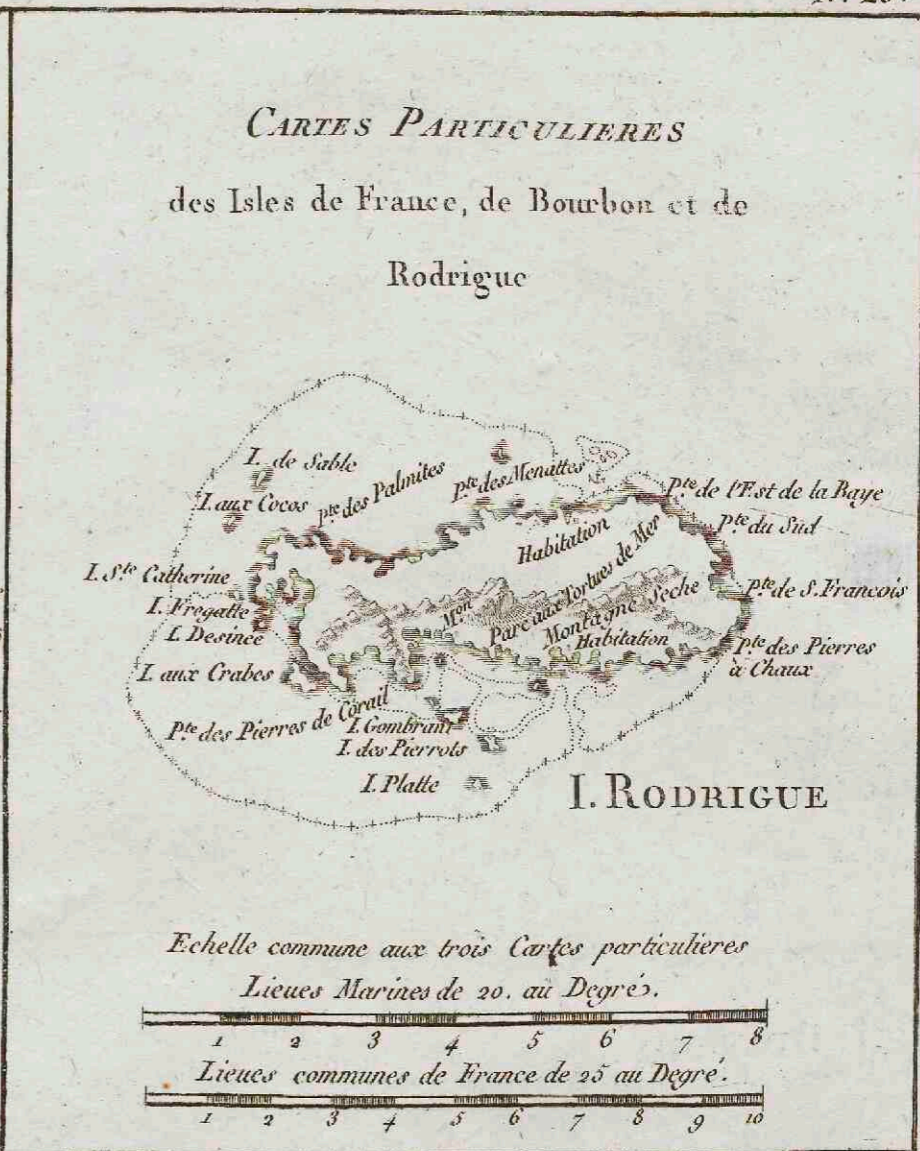 CARTES PARTICULIERES
des Isles de France, de Bourbon et de
Rodrigue
I. de Sable
I. aux Cocos
Pte des Palmites
Pte des Menattes
Pte de l'Est de la Baye
Pte du Sud
Habitation
I. Ste Catherine
I. Fregatte
I. Desinée
I. aux Crabes
Mon
Parc aux Tortues de Mer
Montagne Seche
Habitation
Pte de S. Francois
Pte des Pierres
à Chaux
Pte des Pierres de Corail
I. Gombrani
I. des Pierrots
I. Platte
I. RODRIGUE
Echelle commune aux trois Cartes particulieres
Lieues Marines de 20. au Degré.
1 2 3 4 5 6 7 8
Lieues communes de France de 25 au Degré.
1 2 3 4 5 6 7 8 9 10